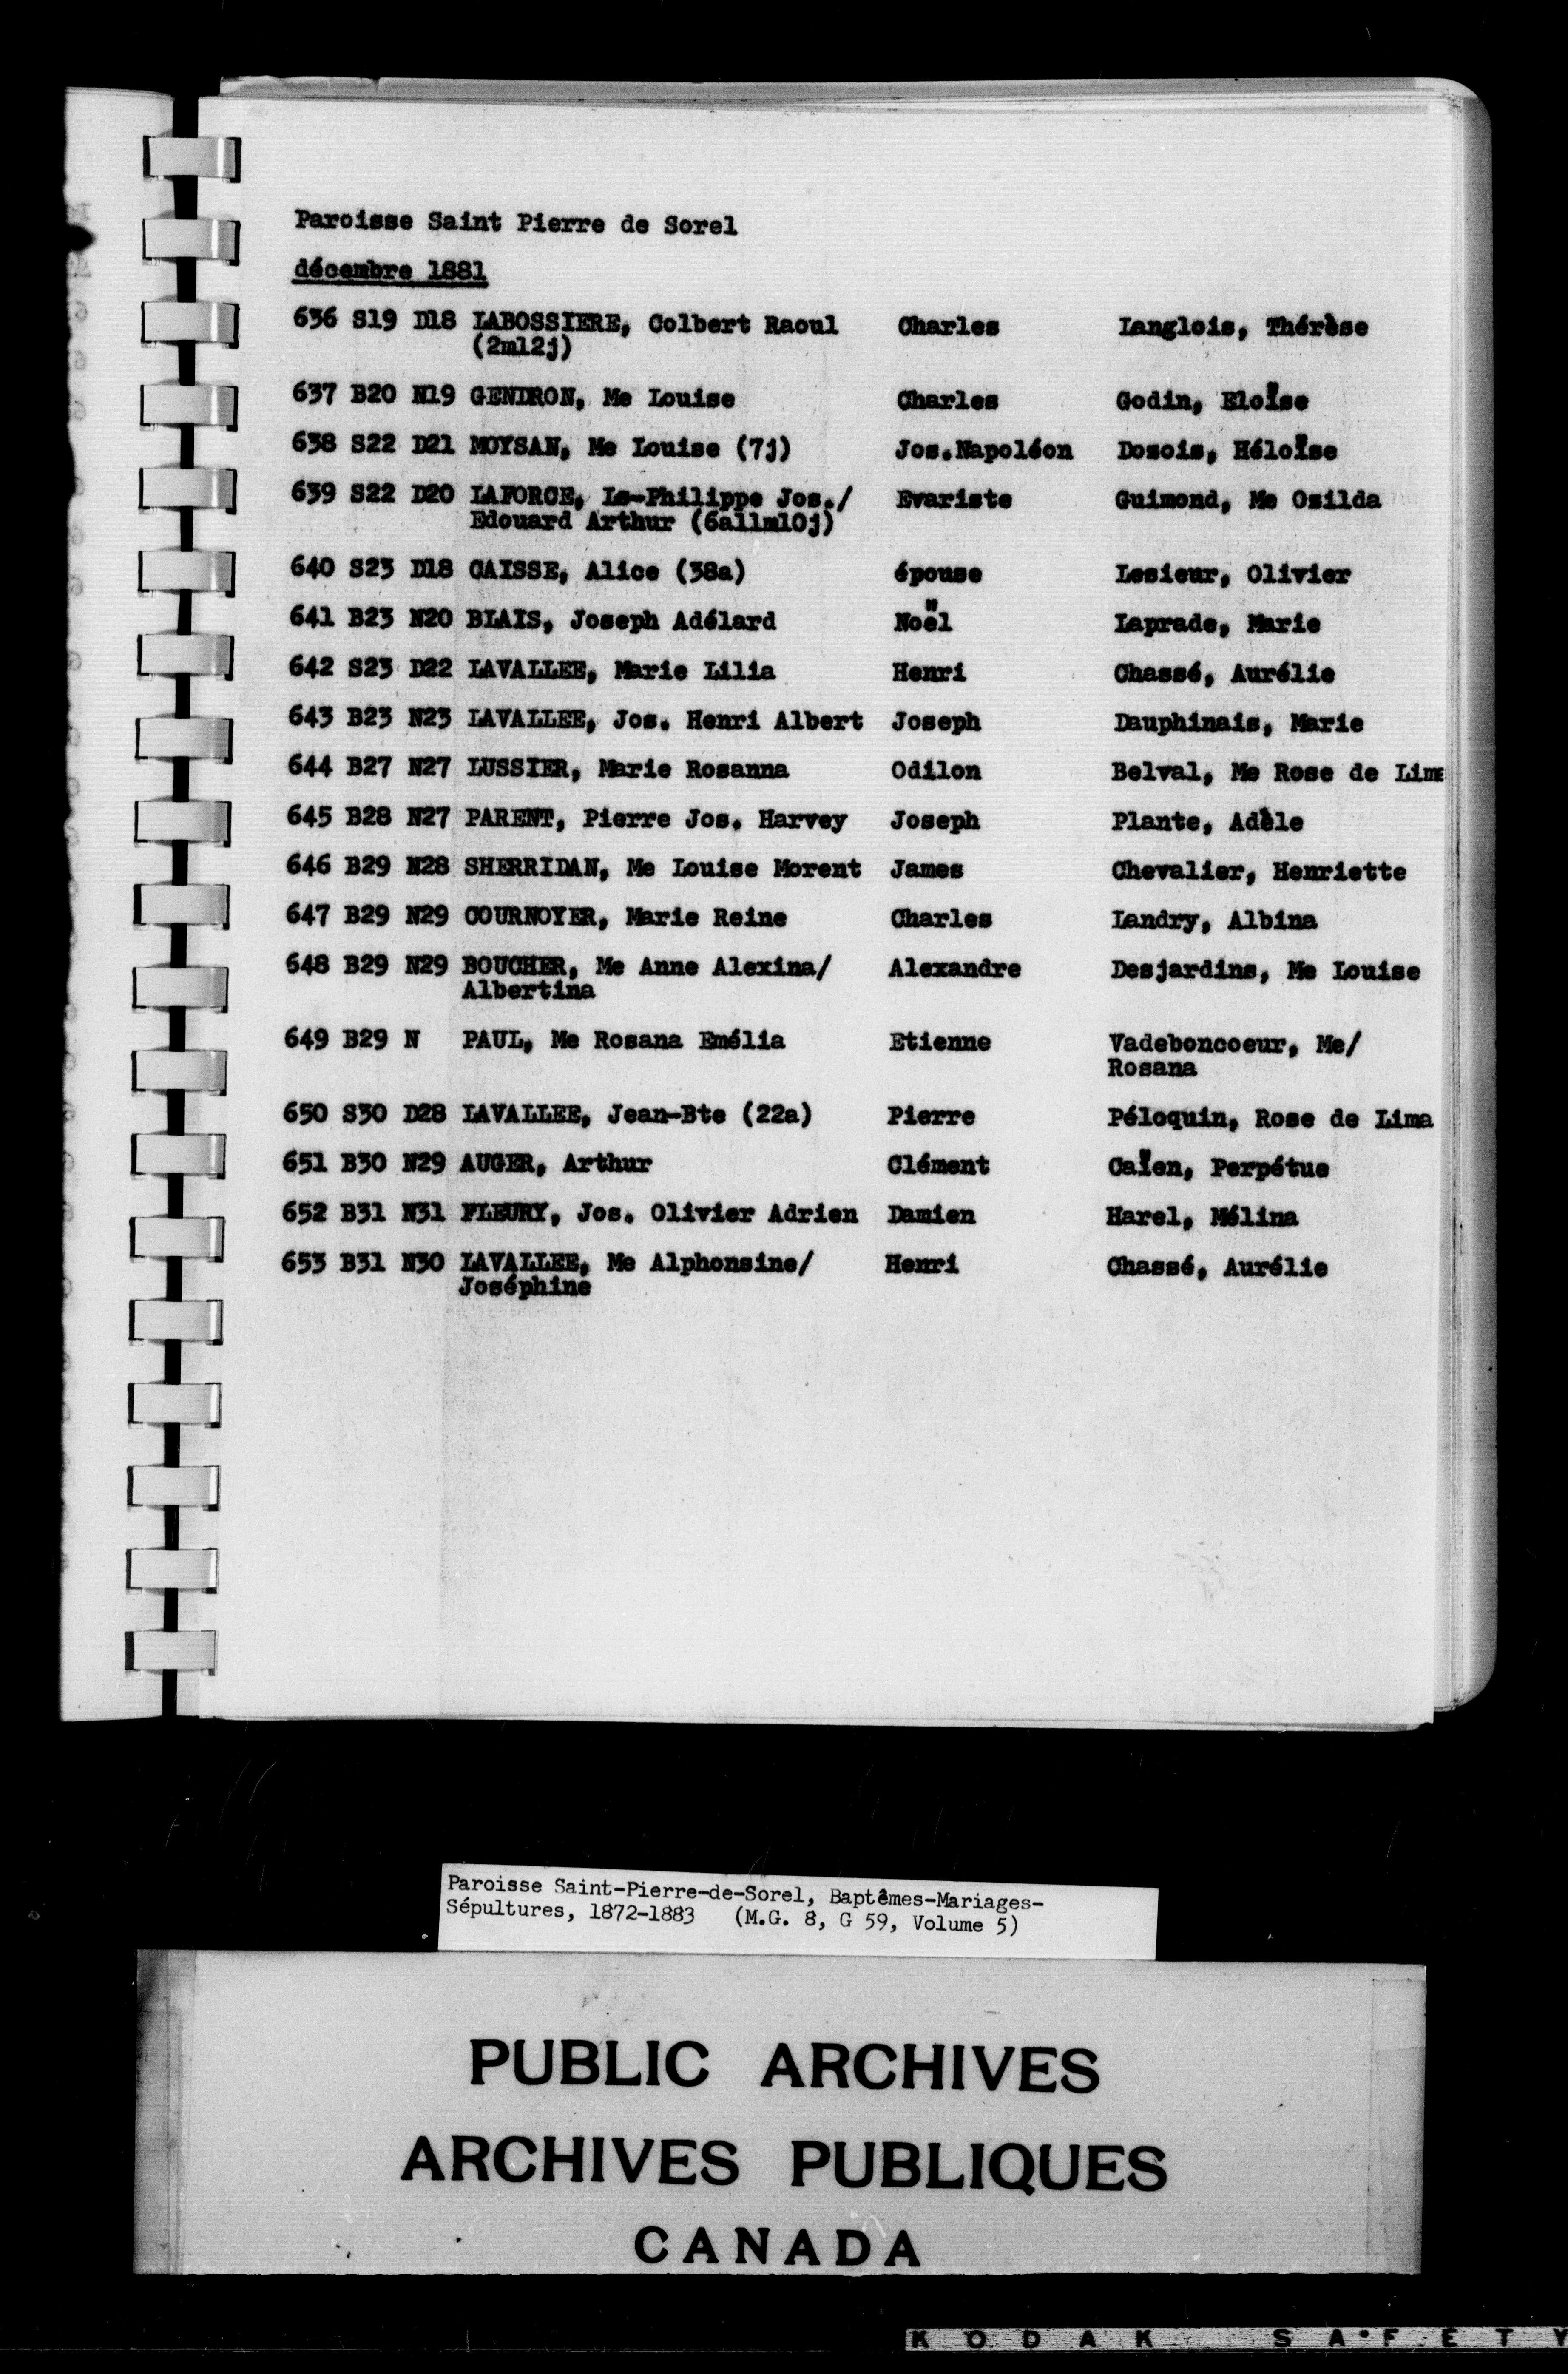 Paroisse Saint Pierre de Sorel
décembre 1881
636 S19 D18 LABOSSIERE, Colbert Raoul Charles Langlois, Thérèse
(2m12j)
637 B20 N19 GENDRON, Me Louise Charles Godin, Eloïse
638 S22 D21 MOYSAN, Me Louise (7j) Jos.Napoléon Dosois, Héloïse
639 S22 D20 LAFORCE, Ls-Philippe Jos./ Evariste Guimond, Me Osilda
Edouard Arthur (6a11m10j)
640 S23 D18 CAISSE, Alice (38a) épouse Lesieur, Olivier
641 B23 N20 BLAIS, Joseph Adélard Noël Laprade, Marie
642 S23 D22 LAVALLEE, Marie Lilia Henri Chassé, Aurélie
643 B23 N23 LAVALLEE, Jos. Henri Albert Joseph Dauphinais, Marie
644 B27 N27 LUSSIER, Marie Rosanna Odilon Belval, Me Rose de Lima
645 B28 N27 PARENT, Pierre Jos. Harvey Joseph Plante, Adèle
646 B29 N28 SHERRIDAN, Me Louise Morent James Chevalier, Henriette
647 B29 N29 COURNOYER, Marie Reine Charles Landry, Albina
648 B29 N29 BOUCHER, Me Anne Alexina/ Alexandre Desjardins, Me Louise
Albertina
649 B29 N PAUL, Me Rosana Emélia Etienne Vadeboncoeur, Me/
Rosana
650 S30 D28 LAVALLEE, Jean-Bte (22a) Pierre Péloquin, Rose de Lima
651 B30 N29 AUGER, Arthur Clément Caïen, Perpétue
652 B31 N31 FLEURY, Jos. Olivier Adrien Damien Harel, Mélina
653 B31 N30 LAVALLEE, Me Alphonsine/ Henri Chassé, Aurélie
Joséphine
Paroisse Saint-Pierre-de-Sorel, Baptêmes-Mariages-
Sépultures, 1872-1883 (M.G. 8, G 59, Volume 5)
PUBLIC ARCHIVES
ARCHIVES PUBLIQUES
CANADA
KODAK SAFETY